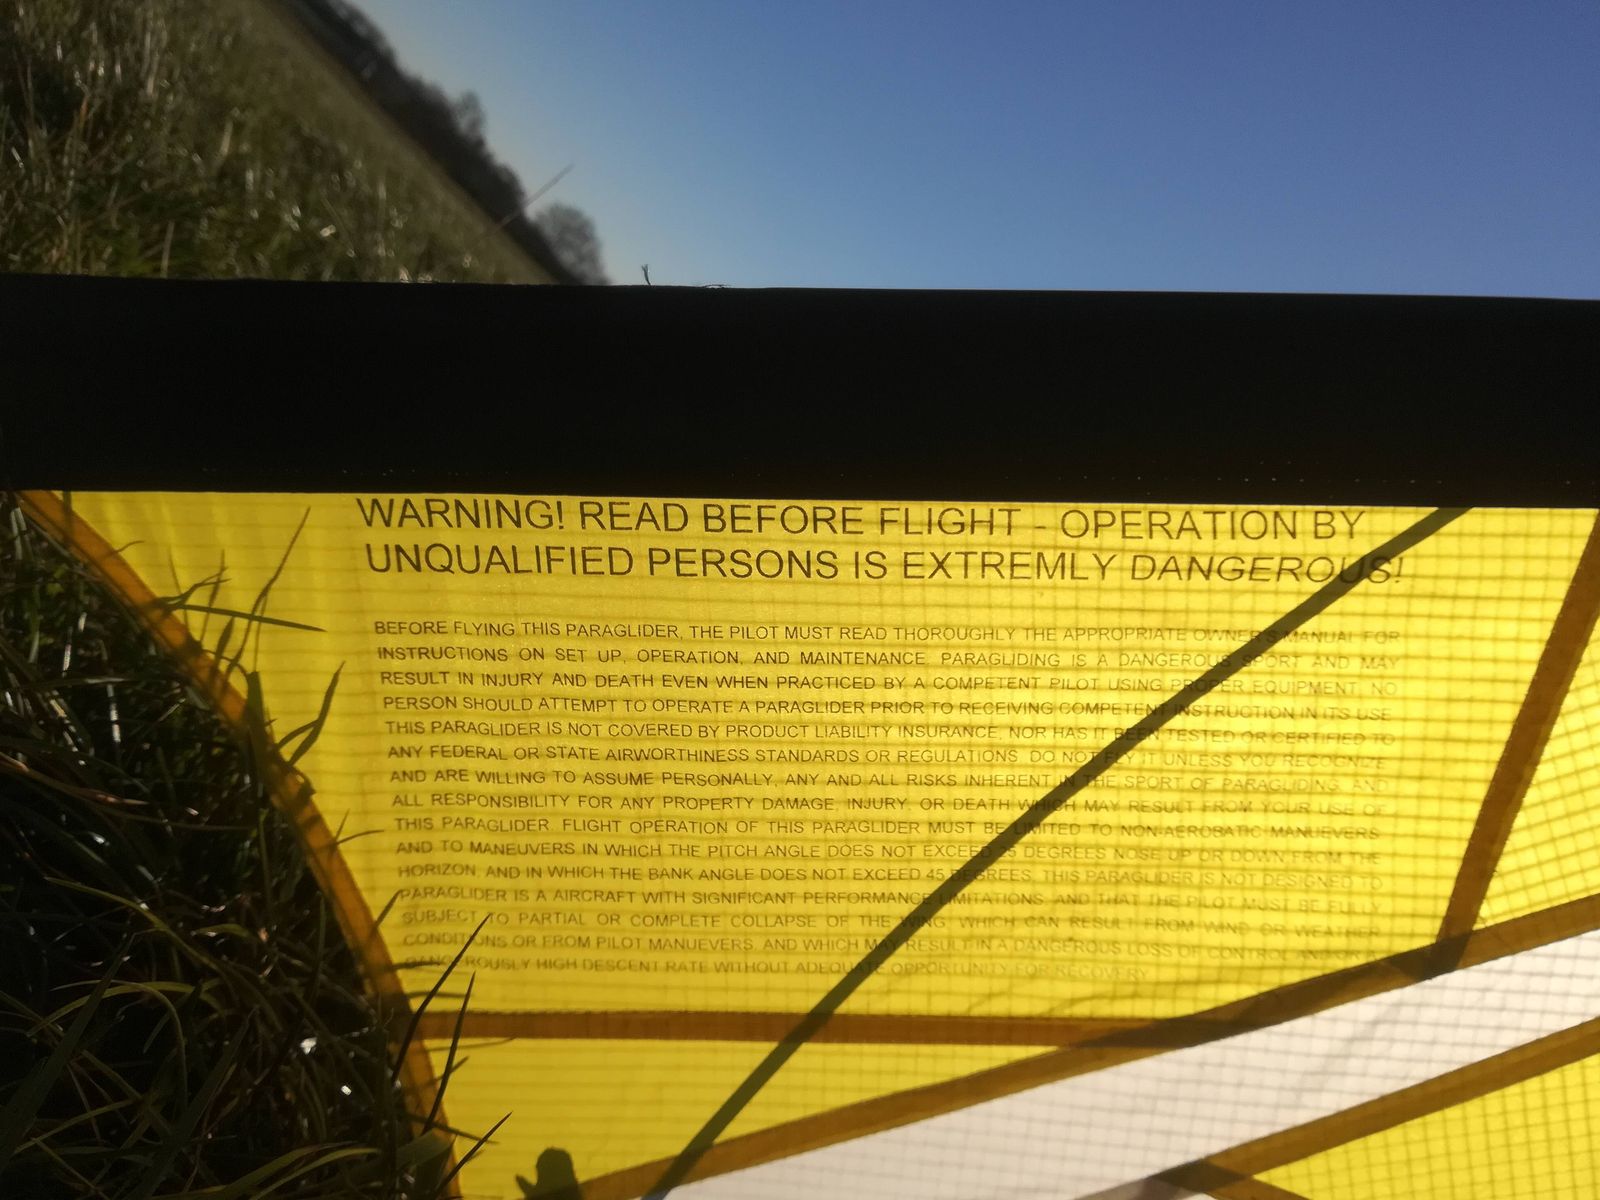 WARNING! READ BEFORE FLIGHT - OPERATION BY
UNQUALIFIED PERSONS IS EXTREMLY DANGEROUS!
BEFORE FLYING THIS PARAGLIDER, THE PILOT MUST READ THOROUGHLY THE APPROPRIATE OWNER'S MANUAL FOR
INSTRUCTIONS ON SET UP, OPERATION, AND MAINTENANCE. PARAGLIDING IS A DANGEROUS SPORT AND MAY
RESULT IN INJURY AND DEATH EVEN WHEN PRACTICED BY A COMPETENT PILOT USING PROPER EQUIPMENT. NO
PERSON SHOULD ATTEMPT TO OPERATE A PARAGLIDER PRIOR TO RECEIVING COMPETENT INSTRUCTION IN ITS USE.
THIS PARAGLIDER IS NOT COVERED BY PRODUCT LIABILITY INSURANCE, NOR HAS IT BEEN TESTED OR CERTIFIED TO
ANY FEDERAL OR STATE AIRWORTHINESS STANDARDS OR REGULATIONS. DO NOT FLY IT UNLESS YOU RECOGNIZE
AND ARE WILLING TO ASSUME PERSONALLY, ANY AND ALL RISKS INHERENT IN THE SPORT OF PARAGLIDING, AND
ALL RESPONSIBILITY FOR ANY PROPERTY DAMAGE, INJURY, OR DEATH WHICH MAY RESULT FROM YOUR USE OF
THIS PARAGLIDER. FLIGHT OPERATION OF THIS PARAGLIDER MUST BE LIMITED TO NON-AEROBATIC MANUEVERS
AND TO MANEUVERS IN WHICH THE PITCH ANGLE DOES NOT EXCEED 35 DEGREES NOSE UP OR DOWN FROM THE
HORIZON, AND IN WHICH THE BANK ANGLE DOES NOT EXCEED 45 DEGREES. THIS PARAGLIDER IS NOT DESIGNED TO
PARAGLIDER IS A AIRCRAFT WITH SIGNIFICANT PERFORMANCE LIMITATIONS, AND THAT THE PILOT MUST BE FULLY
SUBJECT TO PARTIAL OR COMPLETE COLLAPSE OF THE "WING" WHICH CAN RESULT FROM WIND OR WEATHER
CONDITIONS OR FROM PILOT MANUEVERS, AND WHICH MAY RESULT IN A DANGEROUS LOSS OF CONTROL AND/OR A
DANGEROUSLY HIGH DESCENT RATE WITHOUT ADEQUATE OPPORTUNITY FOR RECOVERY.